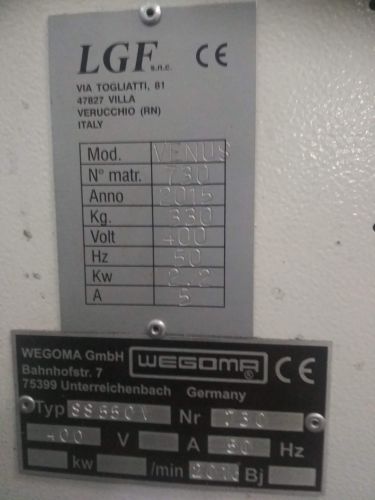 LGF s.n.c. CE
VIA TOGLIATTI, 81
47827 VILLA
VERUCCHIO (RN)
ITALY
Mod. VENUS
N° matr. 730
Anno 2015
Kg. 330
Volt 400
Hz 50
Kw 2.2
A 5
WEGOMA GmbH WEGOMA ® CE
Bahnhofstr. 7
75399 Unterreichenbach Germany
Typ Nr 730
400 V A 50 Hz
kw /min 2015 Bj